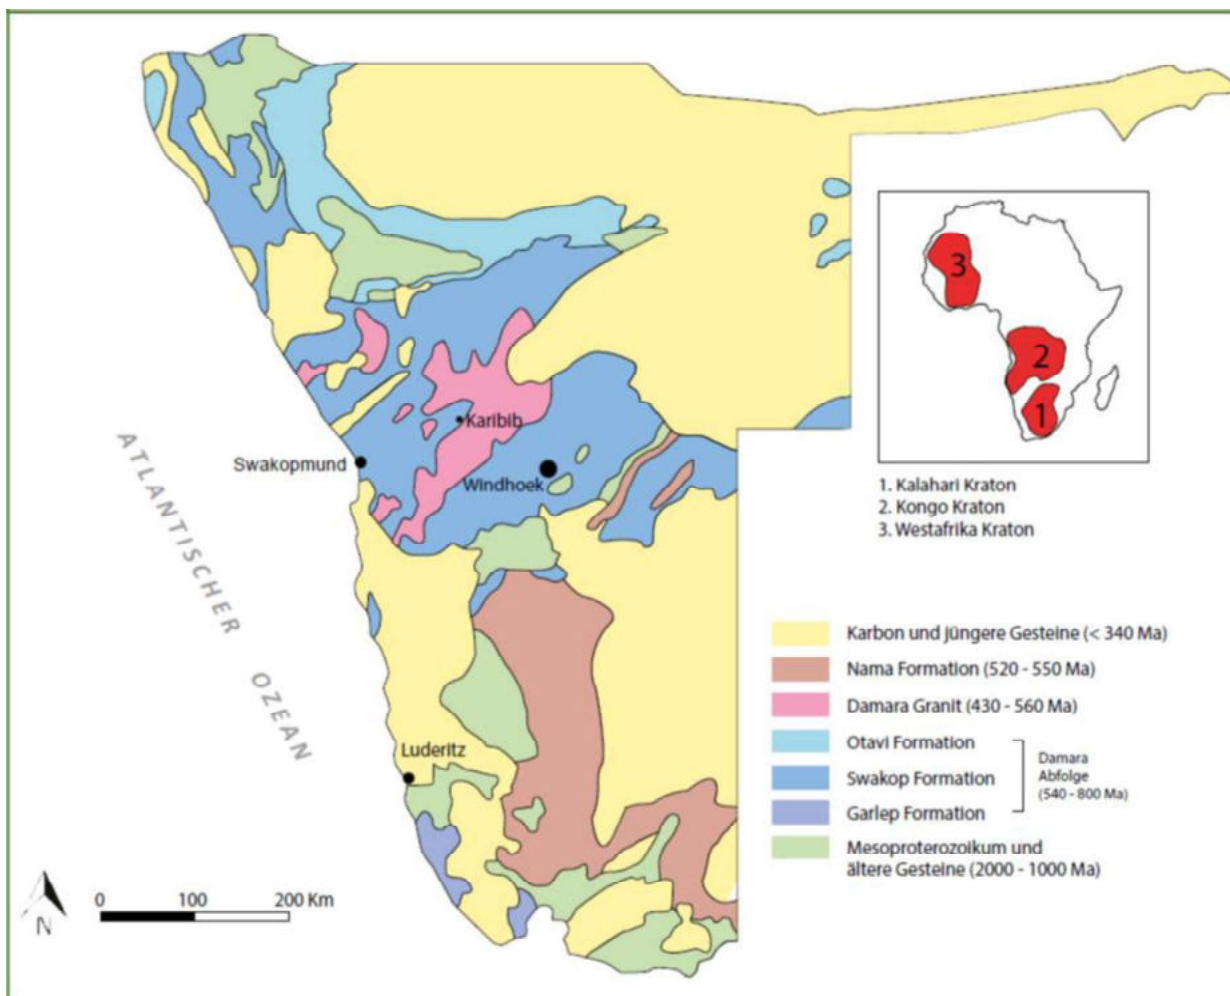 3
2
1
Karibib
Swakopmund
Windhoek
1. Kalahari Kraton
2. Kongo Kraton
3. Westafrika Kraton
ATLANTISCHER OZEAN
Luderitz
Karbon und jüngere Gesteine (< 340 Ma)
Nama Formation (520 - 550 Ma)
Damara Granit (430 - 560 Ma)
Otavi Formation
Swakop Formation
Garlep Formation
Damara
Abfolge
(540 - 800 Ma)
Mesoproterozoikum und
ältere Gesteine (2000 - 1000 Ma)
N
0 100 200 Km